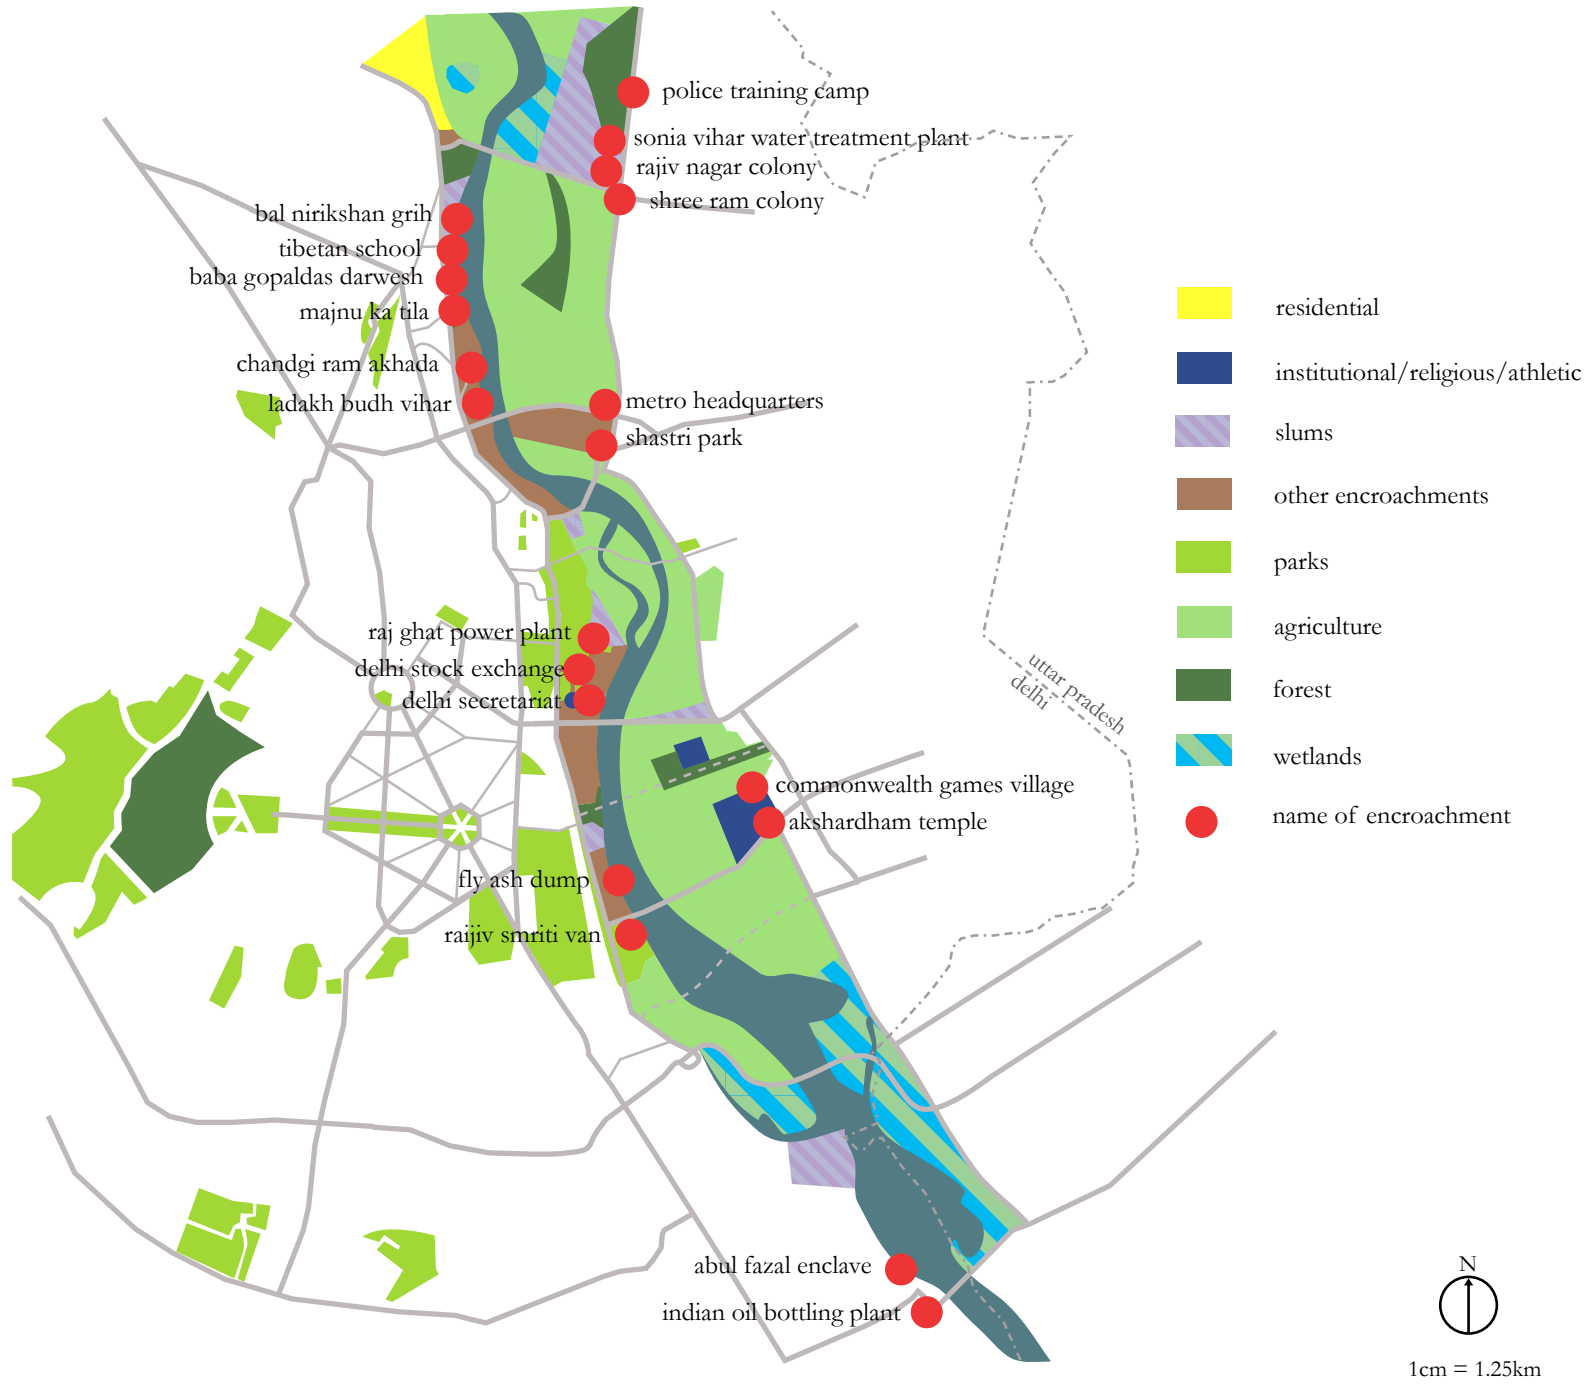 police training camp
sonia vihar water treatment plant
rajiv nagar colony
shree ram colony
bal nirikshan grih
tibetan school
baba gopaldas darwesh
majnu ka tila
chandgi ram akhada
ladakh budh vihar
metro headquarters
shastri park
raj ghat power plant
delhi stock exchange
delhi secretariat
uttar pradesh
delhi
commonwealth games village
akshardham temple
fly ash dump
raijiv smriti van
abul fazal enclave
indian oil bottling plant
residential
institutional/religious/athletic
slums
other encroachments
parks
agriculture
forest
wetlands
name of encroachment
N
1cm = 1.25km